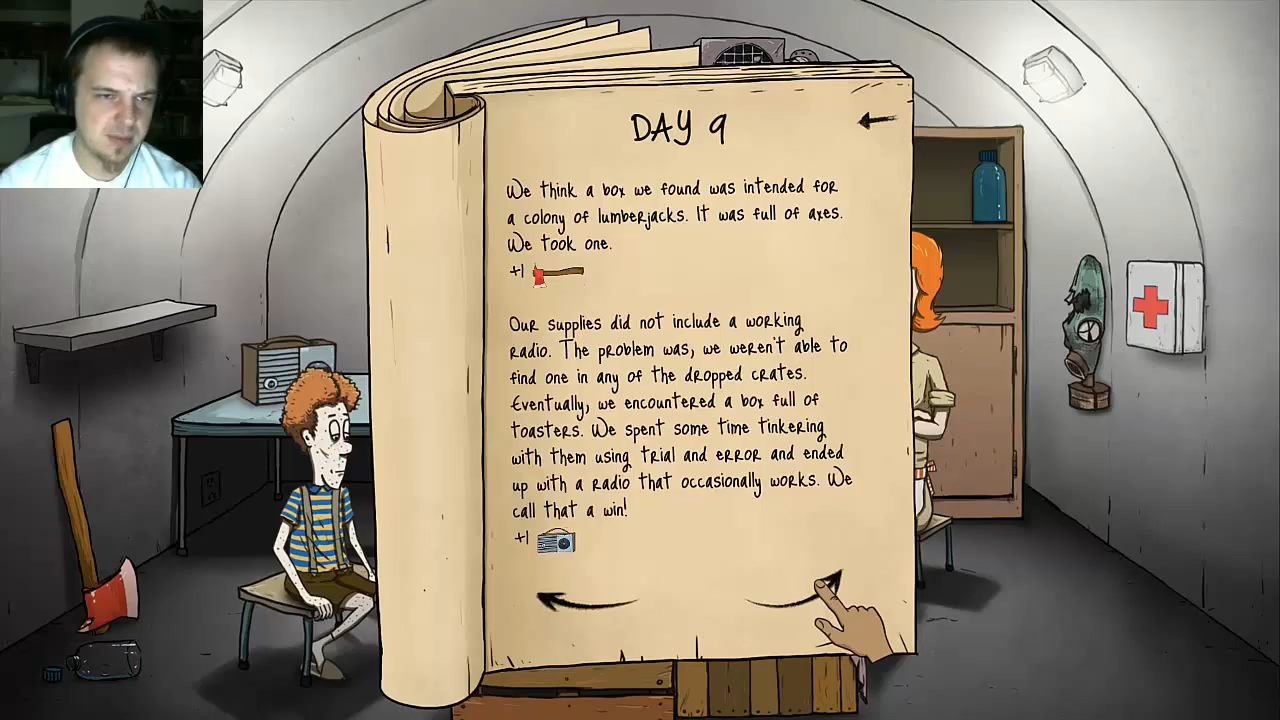 DAY 9
We think a box we found was intended for
a colony of lumberjacks. It was full of axes.
We took one.
+1
Our supplies did not include a working
radio. The problem was, we weren't able to
find one in any of the dropped crates.
Eventually, we encountered a box full of
toasters. We spent some time tinkering
with them using trial and error and ended
up with a radio that occasionally works. We
call that a win!
+1